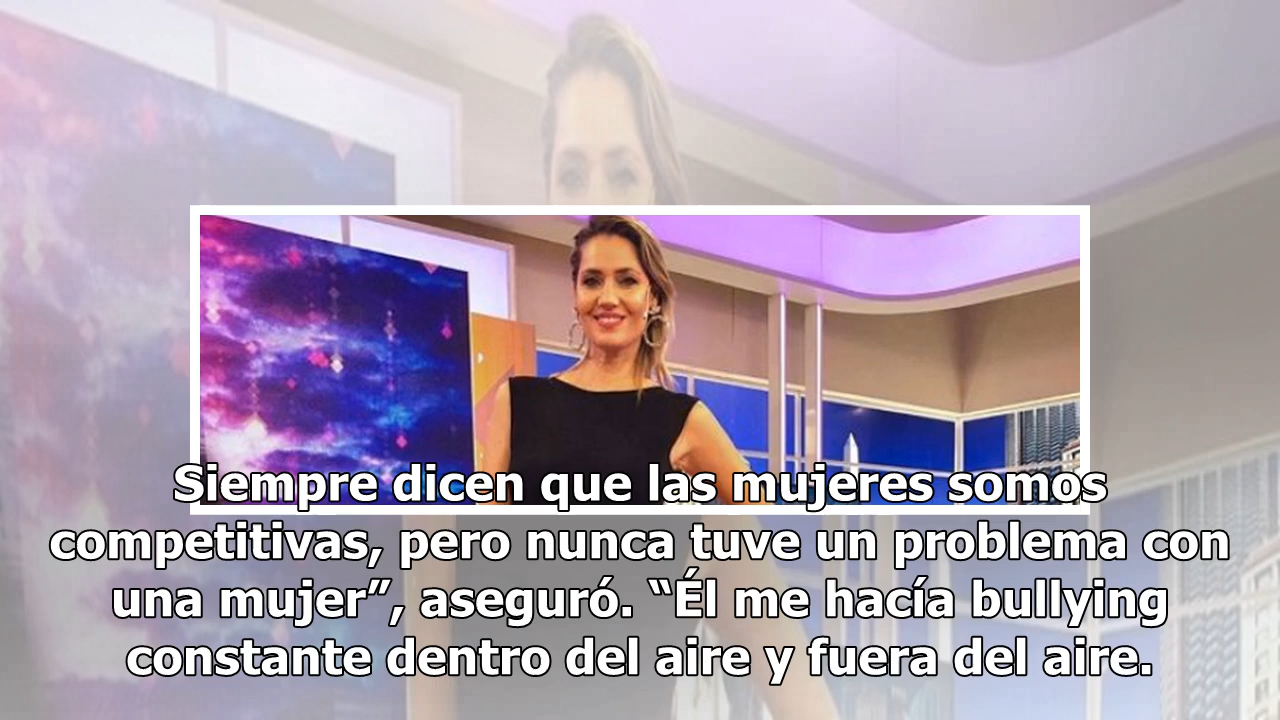 Siempre dicen que las mujeres somos
competitivas, pero nunca tuve un problema con
una mujer”, aseguró. “Él me hacía bullying
constante dentro del aire y fuera del aire.